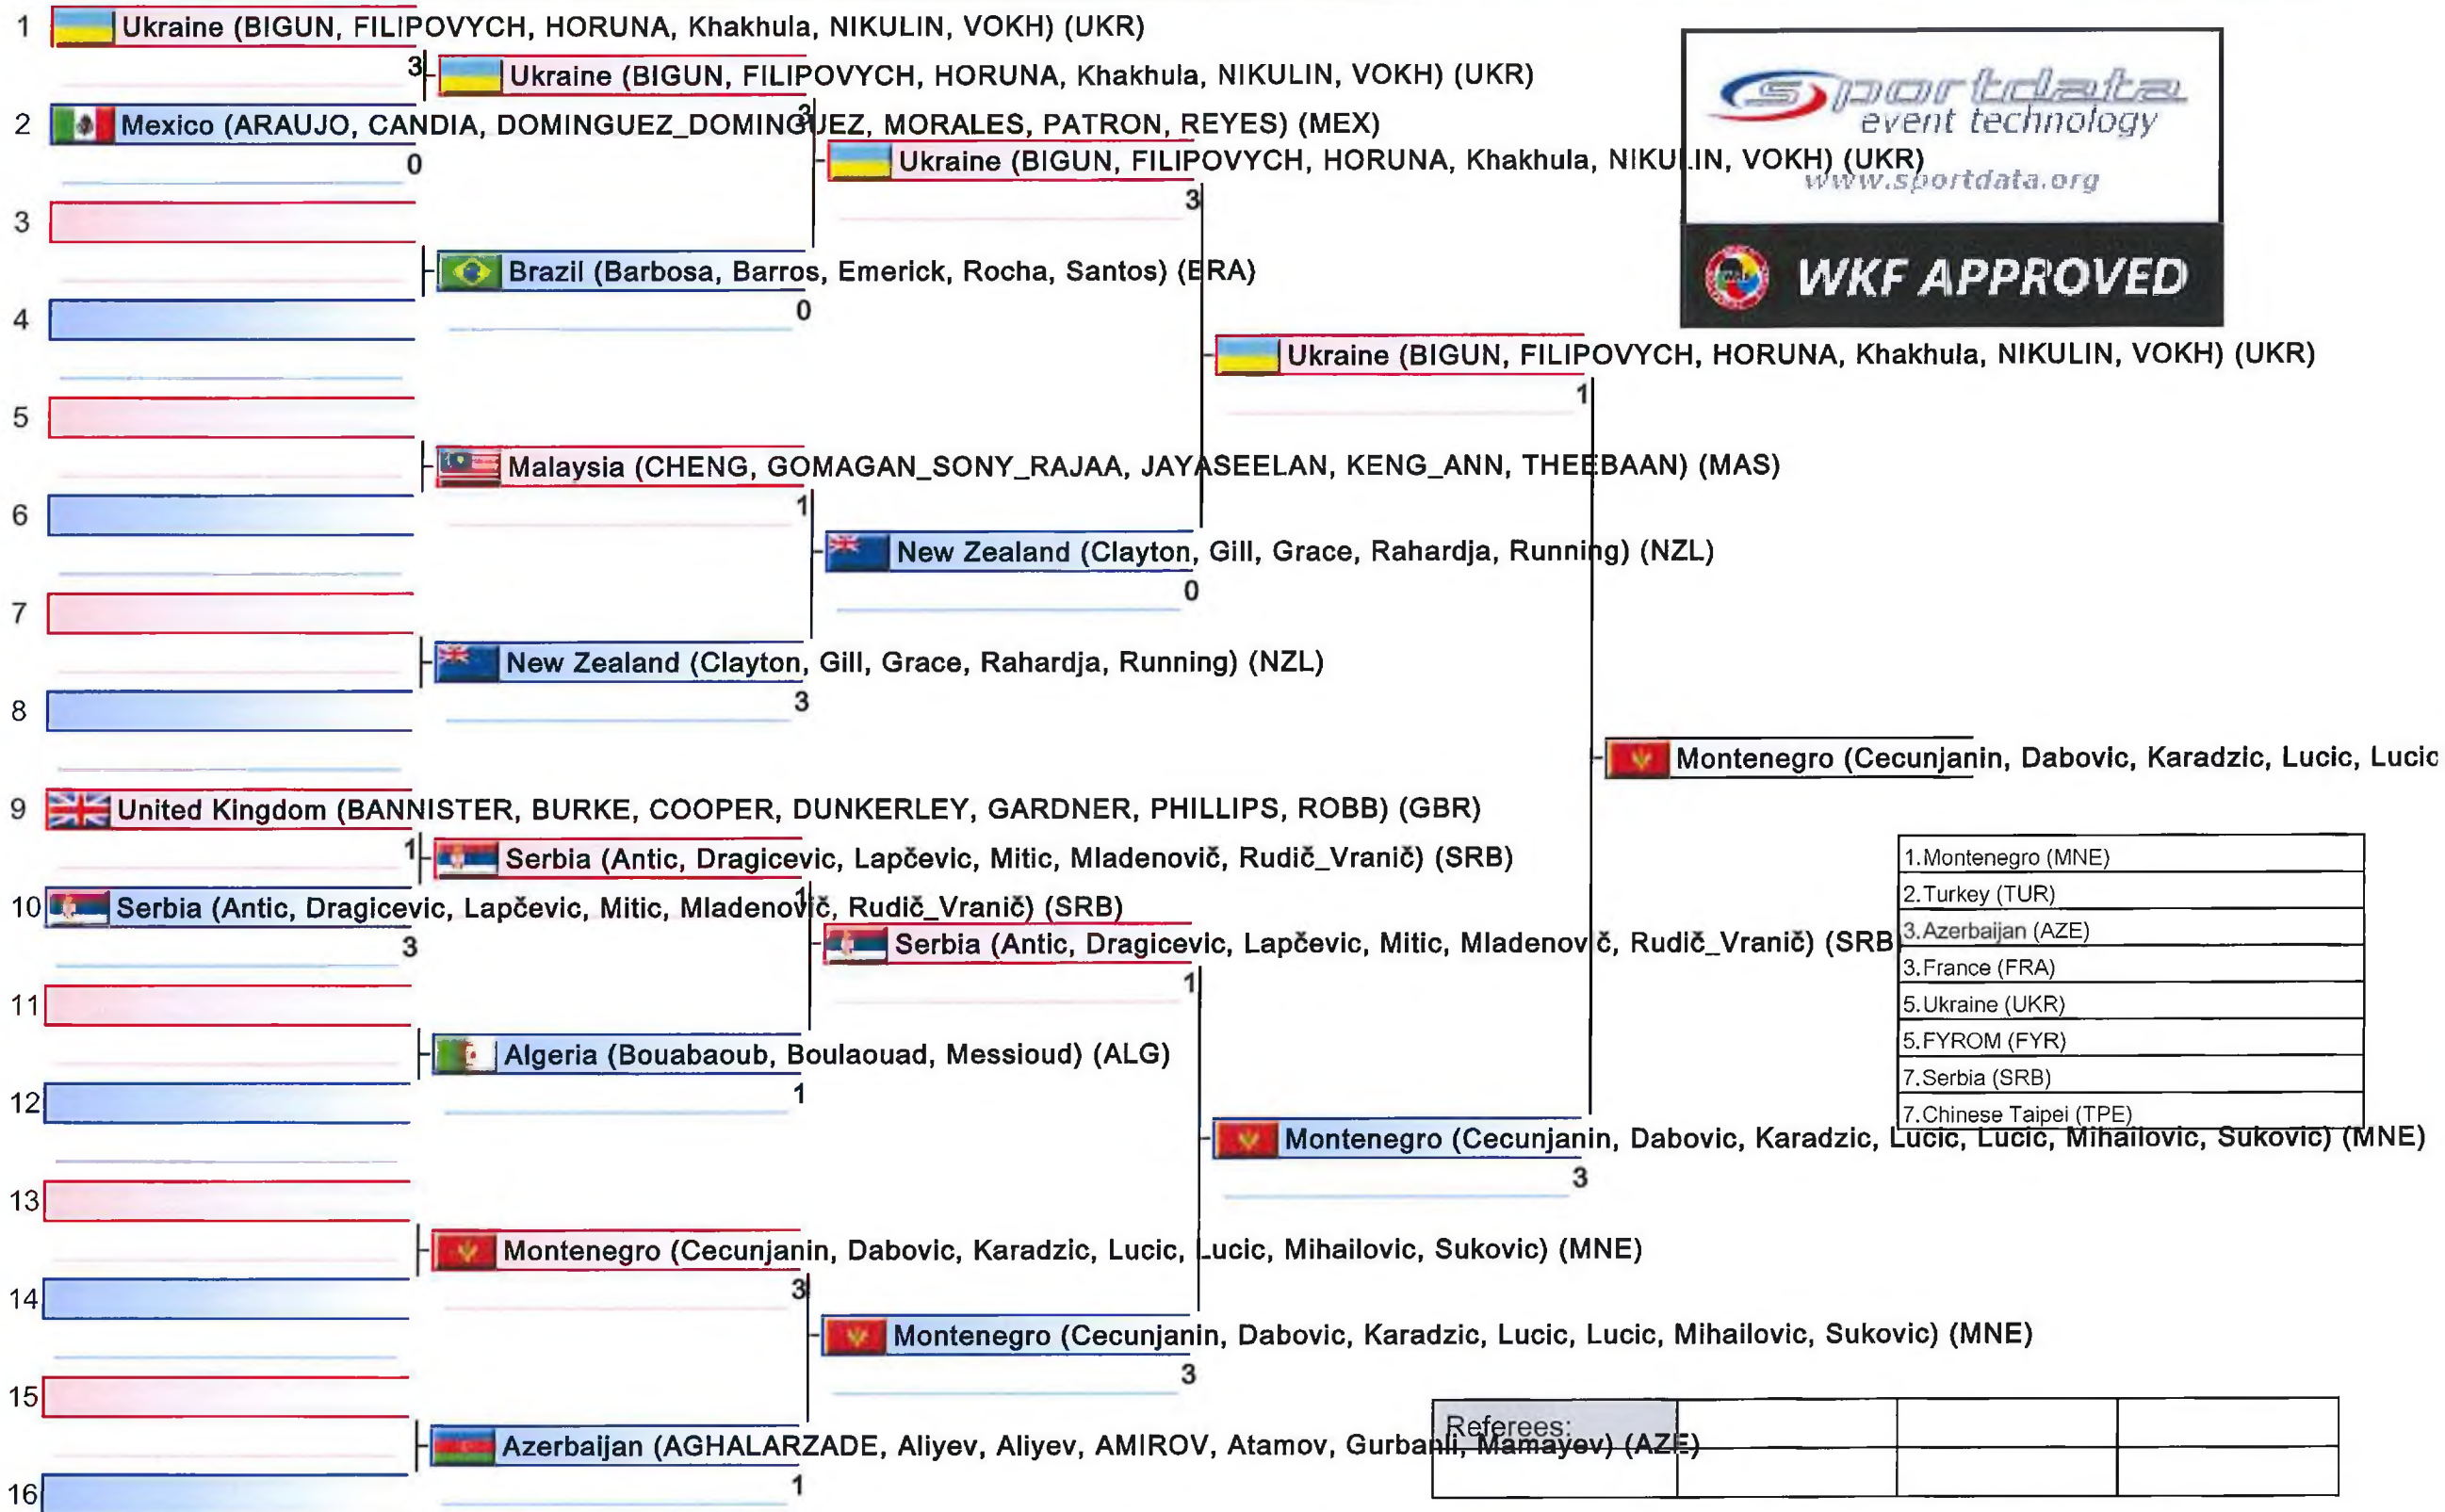 1 Ukraine (BIGUN, FILIPOVYCH, HORUNA, Khakhula, NIKULIN, VOKH) (UKR)
3 Ukraine (BIGUN, FILIPOVYCH, HORUNA, Khakhula, NIKULIN, VOKH) (UKR)
sportdata
event technology
www.sportdata.org
WKF APPROVED
2 Mexico (ARAUJO, CANDIA, DOMINGUEZ_DOMINGUEZ, MORALES, PATRON, REYES) (MEX)
3
0
Ukraine (BIGUN, FILIPOVYCH, HORUNA, Khakhula, NIKULIN, VOKH) (UKR)
3
3
Brazil (Barbosa, Barros, Emerick, Rocha, Santos) (BRA)
0
4
Ukraine (BIGUN, FILIPOVYCH, HORUNA, Khakhula, NIKULIN, VOKH) (UKR)
1
5
Malaysia (CHENG, GOMAGAN_SONY_RAJAA, JAYASEELAN, KENG_ANN, THEEBAAN) (MAS)
1
6
New Zealand (Clayton, Gill, Grace, Rahardja, Running) (NZL)
0
7
New Zealand (Clayton, Gill, Grace, Rahardja, Running) (NZL)
3
8
Montenegro (Cecunjanin, Dabovic, Karadzic, Lucic, Lucic
9 United Kingdom (BANNISTER, BURKE, COOPER, DUNKERLEY, GARDNER, PHILLIPS, ROBB) (GBR)
1 Serbia (Antic, Dragicevic, Lapčevic, Mitic, Mladenovič, Rudič_Vranič) (SRB)
10 Serbia (Antic, Dragicevic, Lapčevic, Mitic, Mladenovič, Rudič_Vranič) (SRB)
1
3
Serbia (Antic, Dragicevic, Lapčevic, Mitic, Mladenovič, Rudič_Vranič) (SRB
1
1.Montenegro (MNE)
2.Turkey (TUR)
3.Azerbaijan (AZE)
3.France (FRA)
5.Ukraine (UKR)
5.FYROM (FYR)
7.Serbia (SRB)
7.Chinese Taipei (TPE)
11
Algeria (Bouabaoub, Boulaouad, Messioud) (ALG)
1
12
Montenegro (Cecunjanin, Dabovic, Karadzic, Lucic, Lucic, Mihailovic, Sukovic) (MNE)
3
13
Montenegro (Cecunjanin, Dabovic, Karadzic, Lucic, Lucic, Mihailovic, Sukovic) (MNE)
3
14
Montenegro (Cecunjanin, Dabovic, Karadzic, Lucic, Lucic, Mihailovic, Sukovic) (MNE)
3
15
Referees:
Azerbaijan (AGHALARZADE, Aliyev, Aliyev, AMIROV, Atamov, Gurbanli, Mamayev) (AZE)
1
16